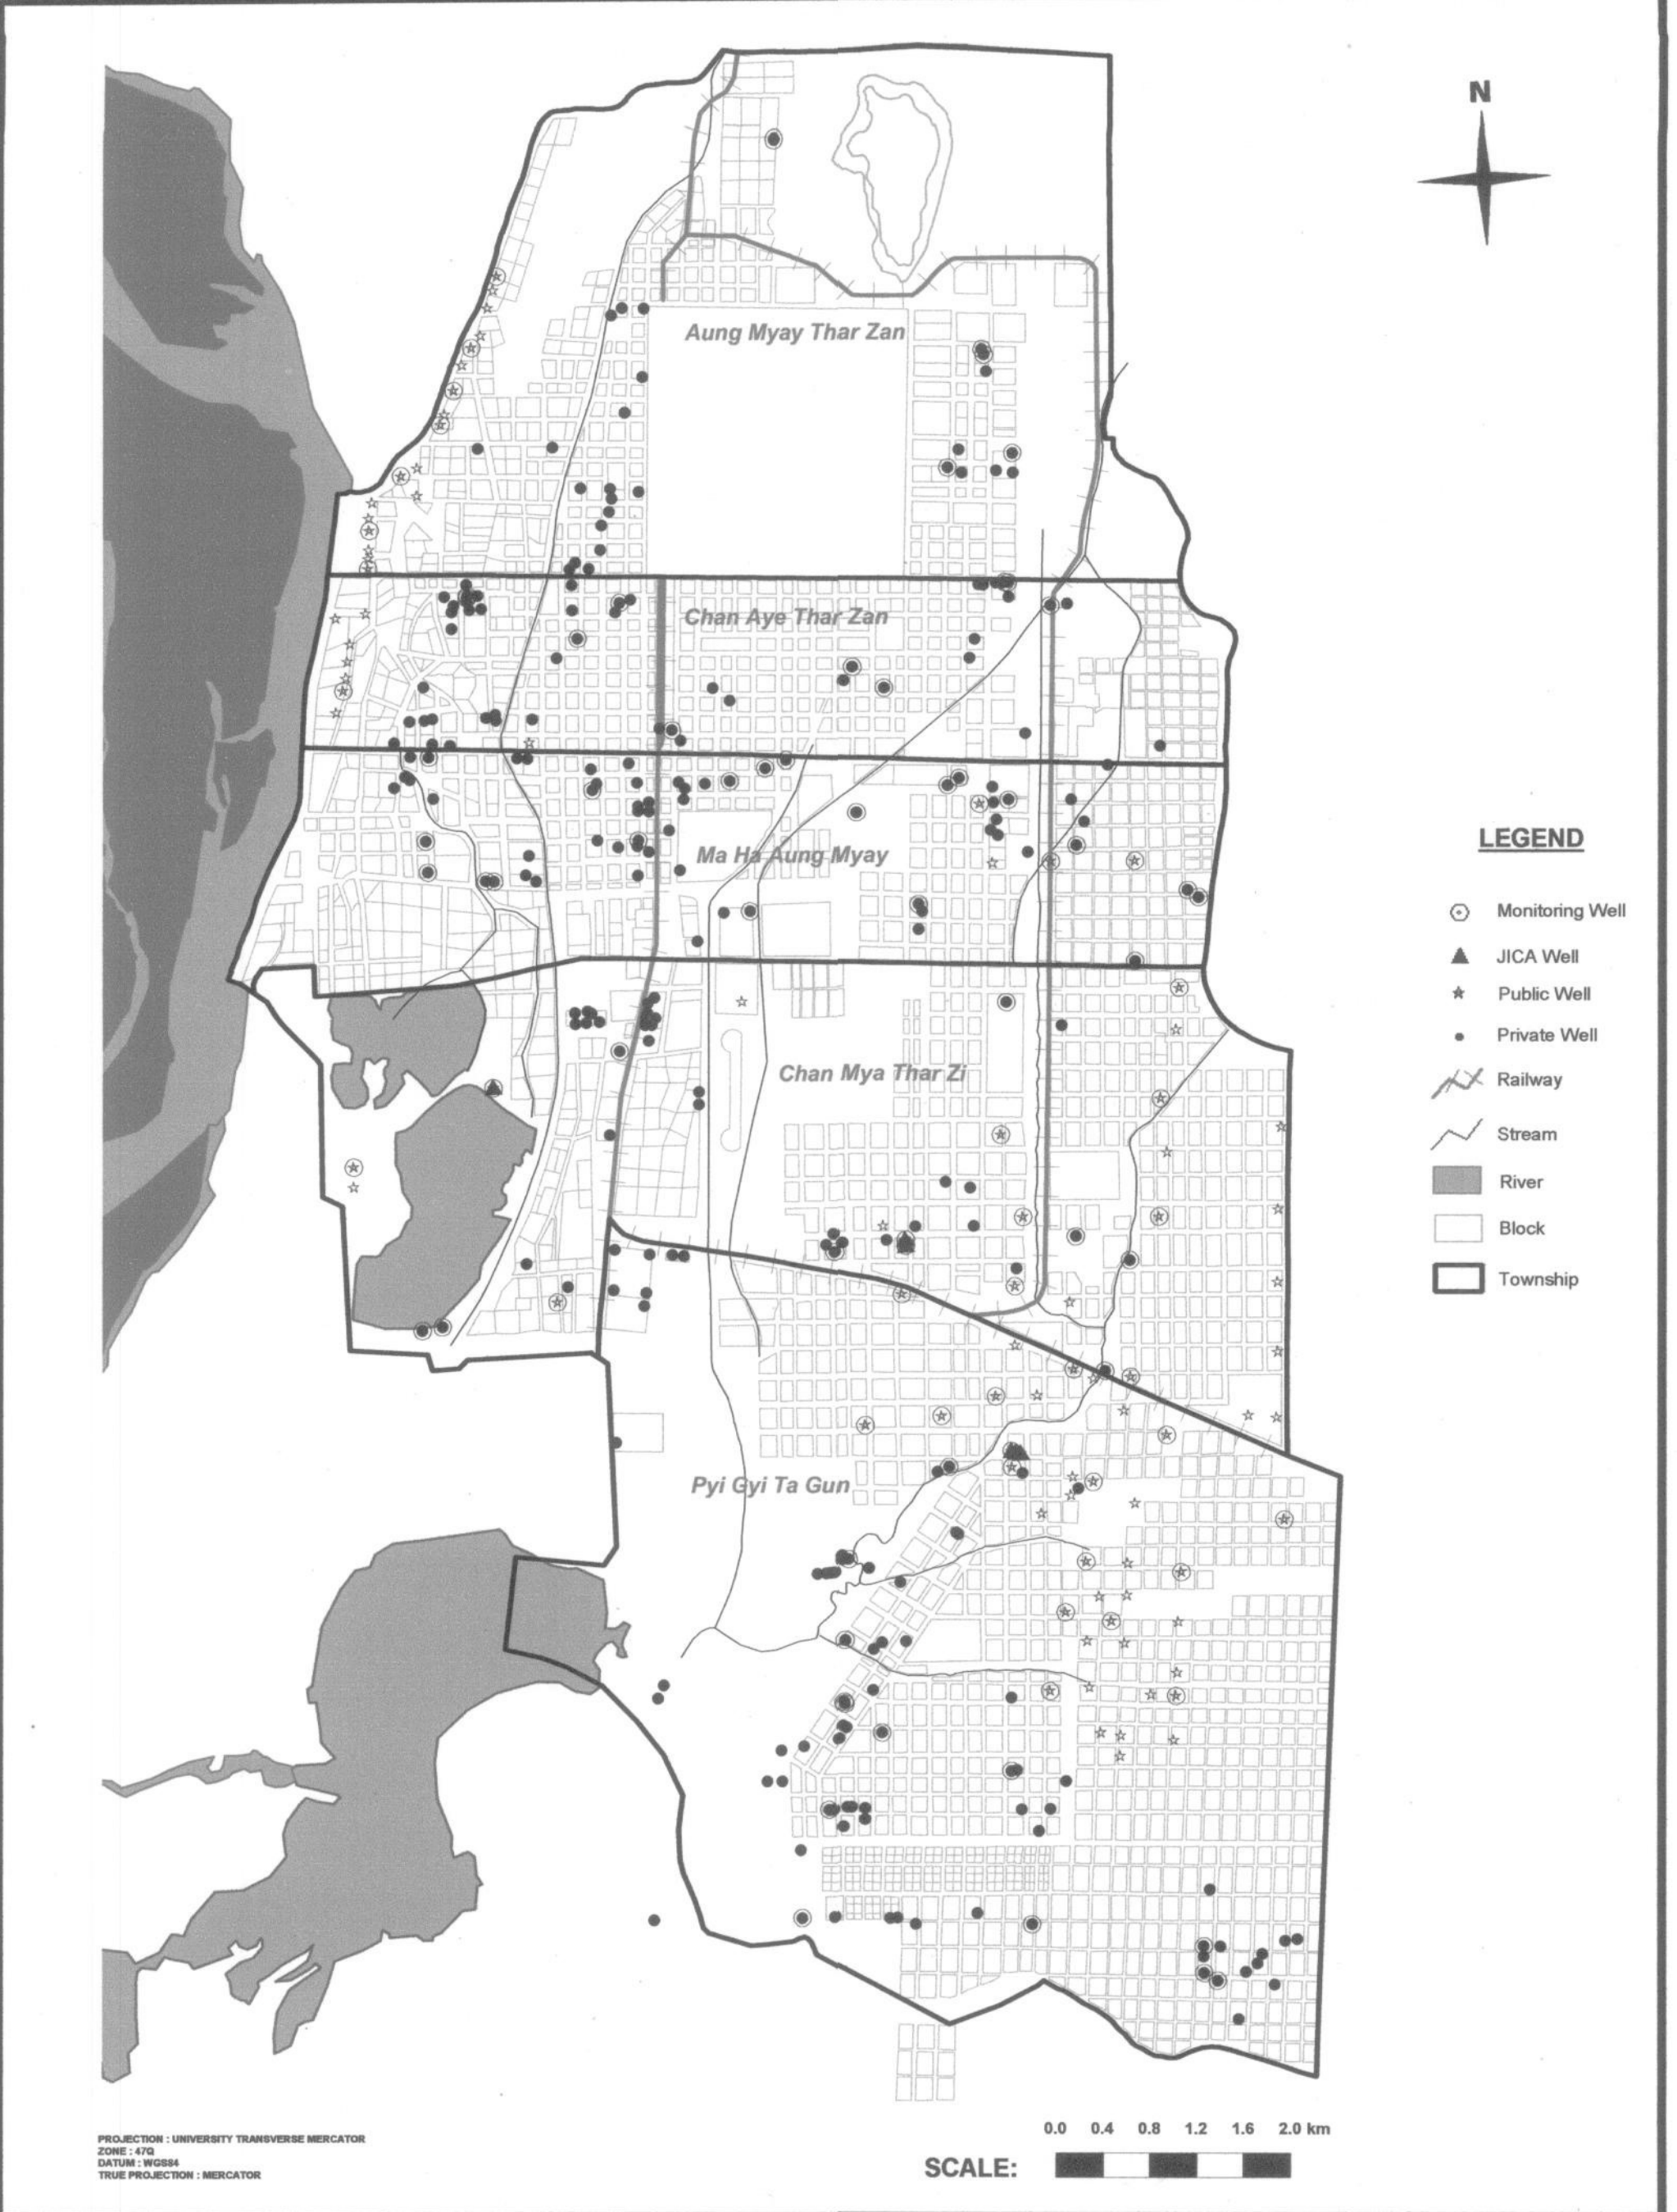 N
Aung Myay Thar Zan
Chan Aye Thar Zan
Ma Ha Aung Myay
Chan Mya Thar Zi
Pyi Gyi Ta Gun
LEGEND
Monitoring Well
JICA Well
Public Well
Private Well
Railway
Stream
River
Block
Township
PROJECTION : UNIVERSITY TRANSVERSE MERCATOR
ZONE : 47Q
DATUM : WGS84
TRUE PROJECTION : MERCATOR
0.0 0.4 0.8 1.2 1.6 2.0 km
SCALE: